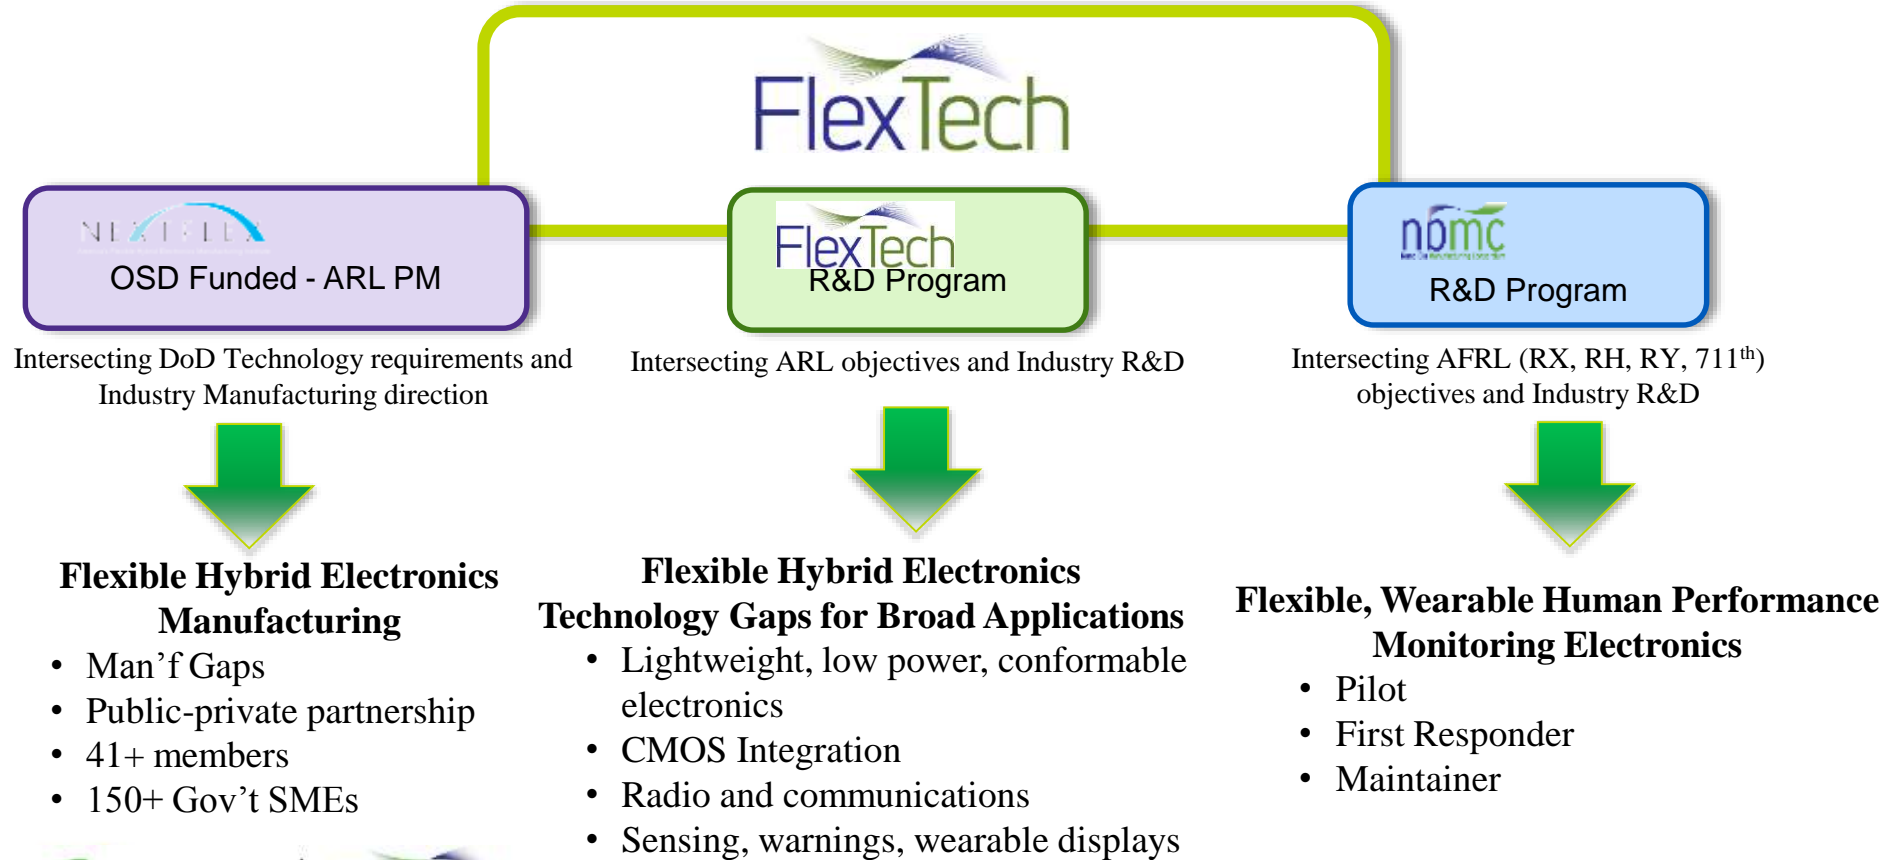 FlexTech
NEXTFLEX
OSD Funded - ARL PM
FlexTech
R&D Program
nbmc
R&D Program
Intersecting DoD Technology requirements and
Industry Manufacturing direction
Intersecting ARL objectives and Industry R&D
Intersecting AFRL (RX, RH, RY, 711th)
objectives and Industry R&D
Flexible Hybrid Electronics
Manufacturing
• Man’f Gaps
• Public-private partnership
• 41+ members
• 150+ Gov’t SMEs
Flexible Hybrid Electronics
Technology Gaps for Broad Applications
• Lightweight, low power, conformable
electronics
• CMOS Integration
• Radio and communications
• Sensing, warnings, wearable displays
Flexible, Wearable Human Performance
Monitoring Electronics
• Pilot
• First Responder
• Maintainer